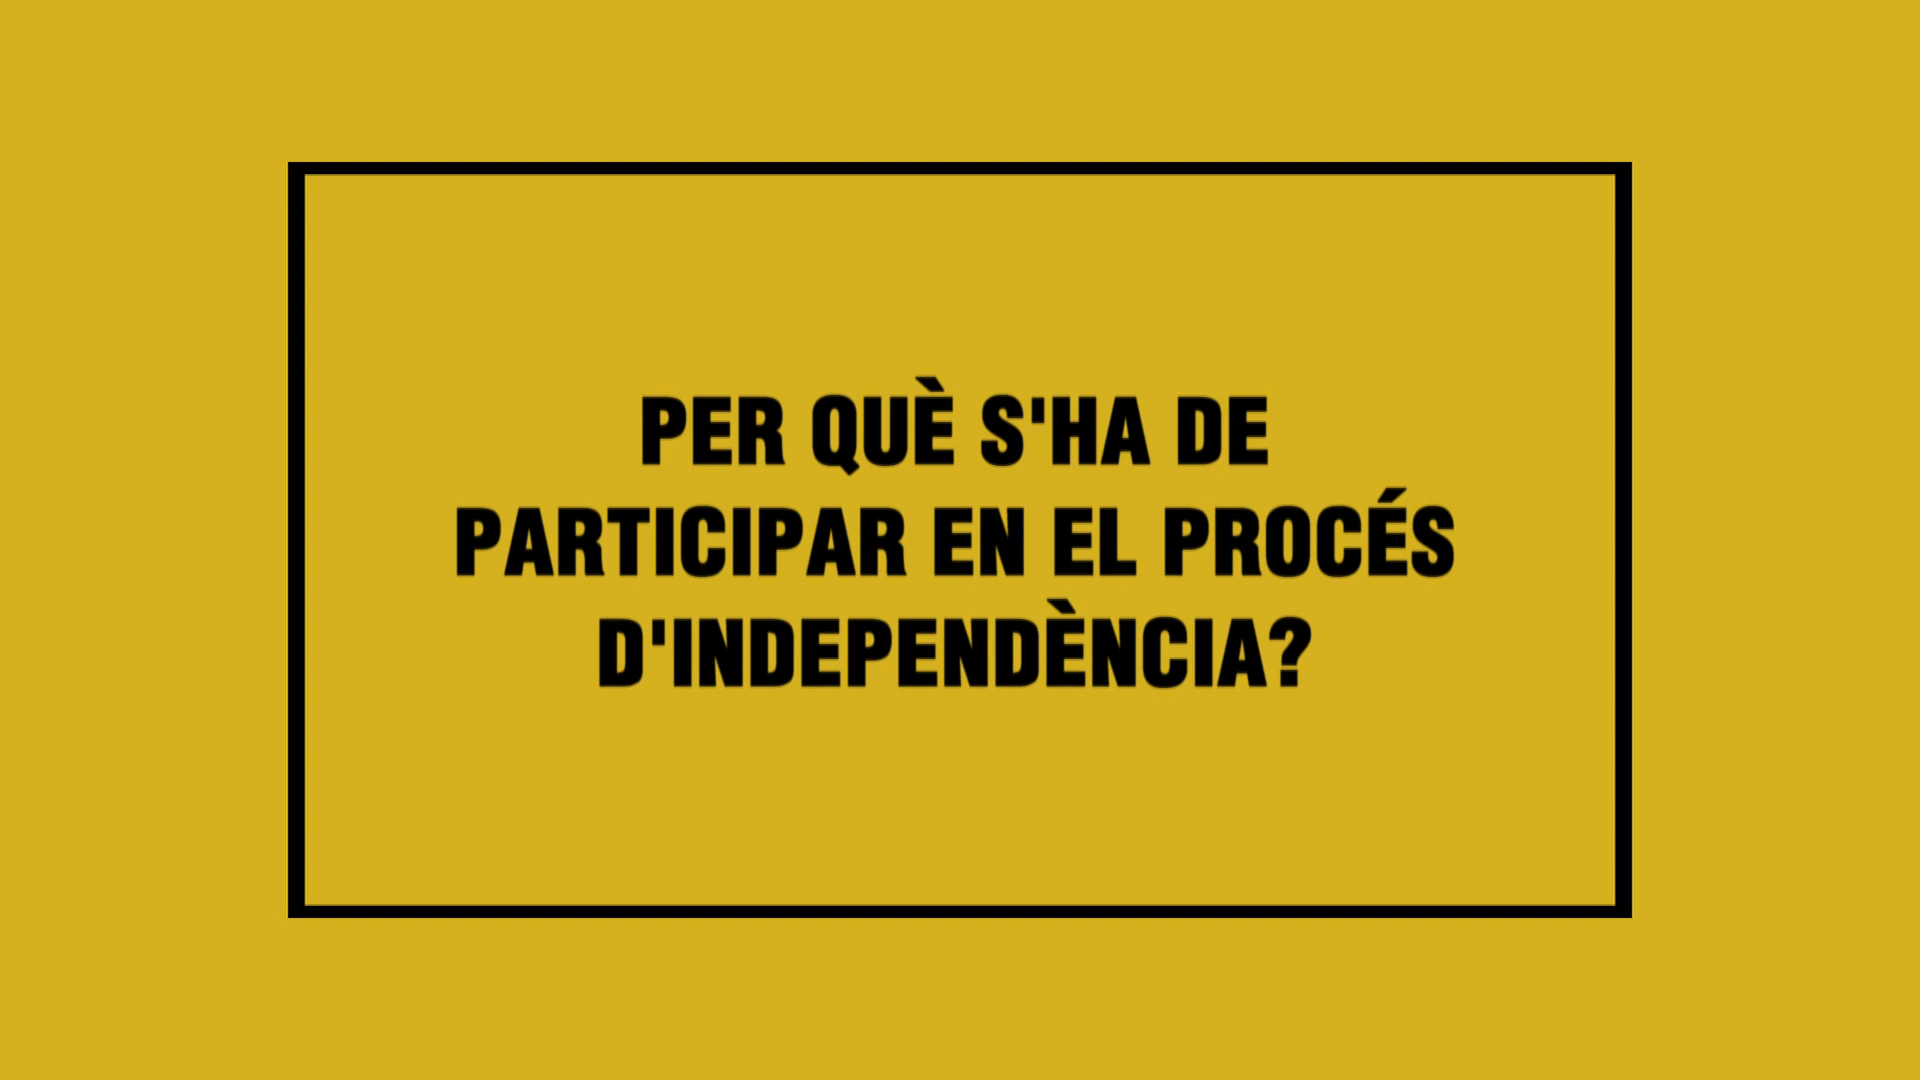 PER QUÈ S'HA DE
PARTICIPAR EN EL PROCÉS
D'INDEPENDÈNCIA?